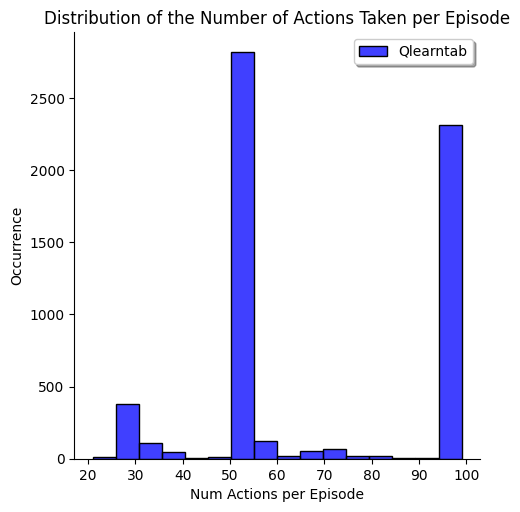 Distribution of the Number of Actions Taken per Episode
Qlearntab
2500
2000
1500
1000
500
0
Occurrence
20 30 40 50 60 70 80 90 100
Num Actions per Episode